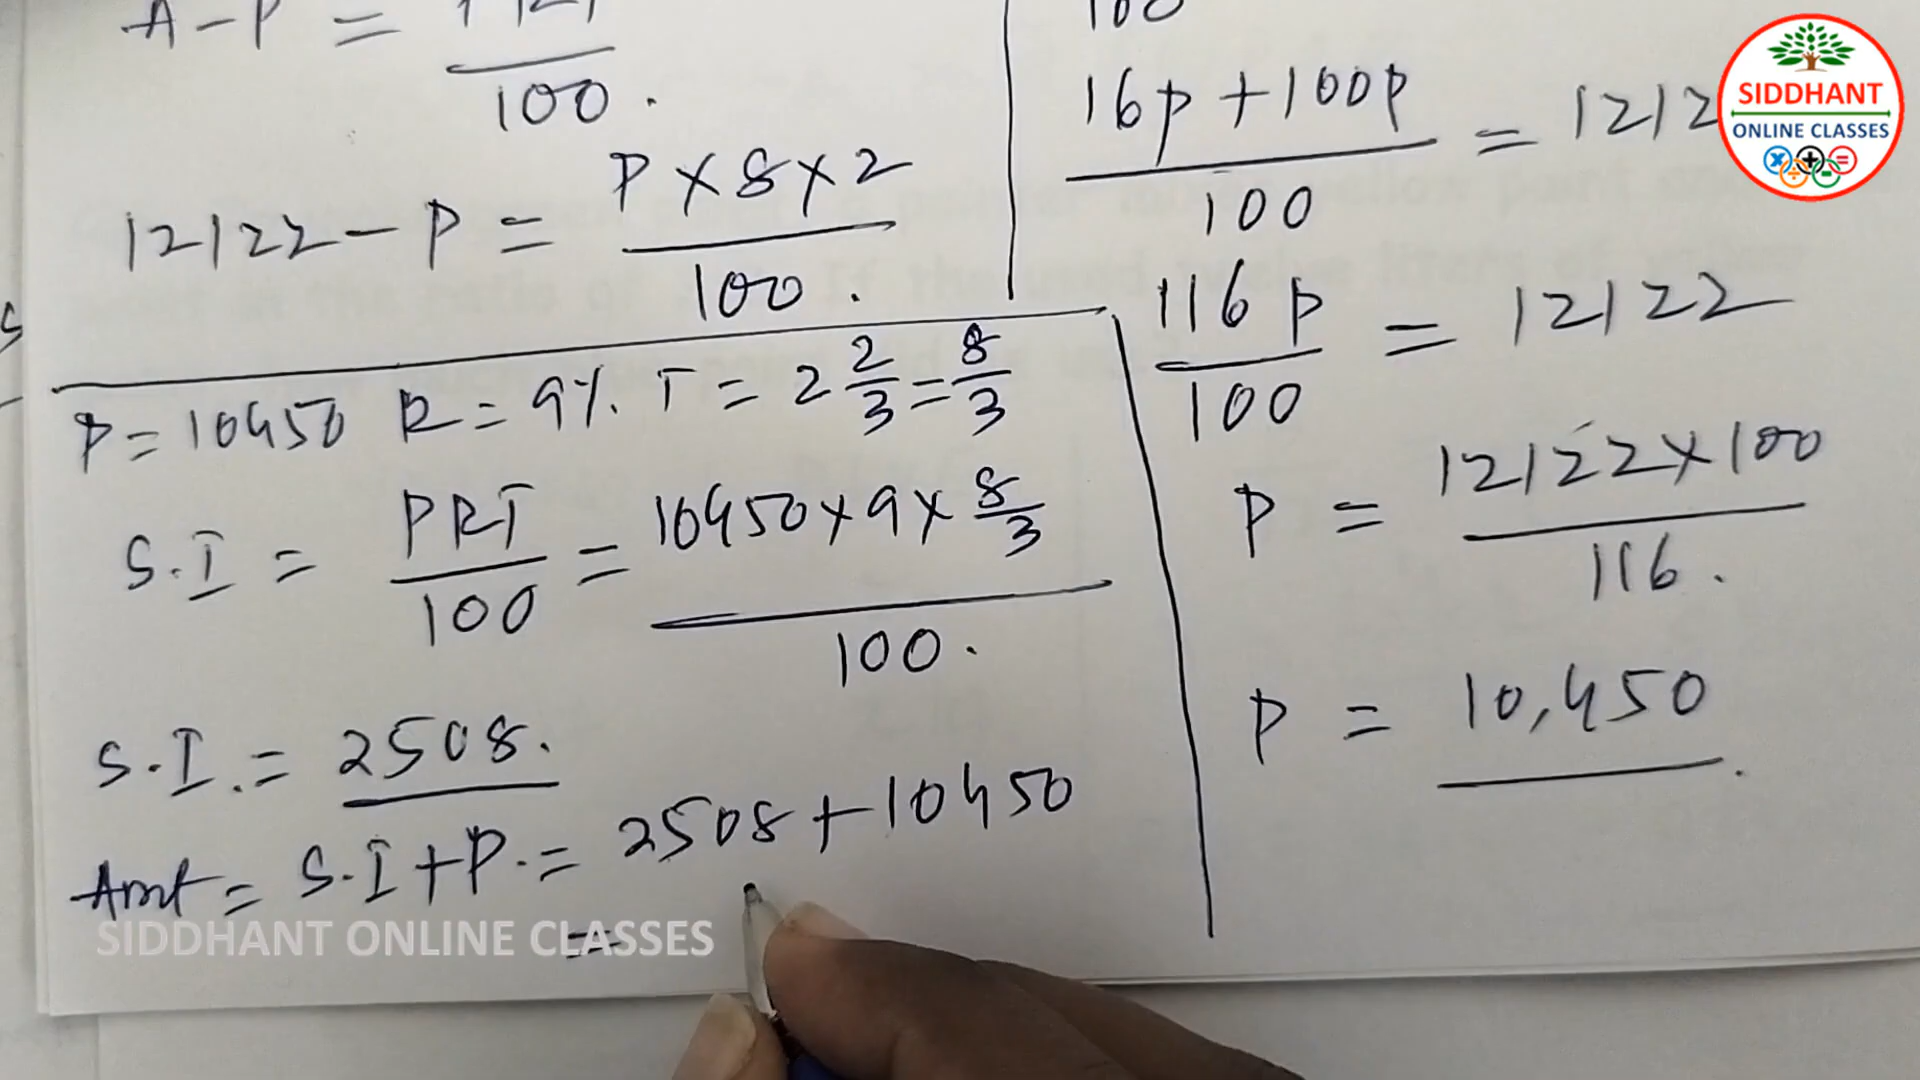 A - P = 
100.
12122 - P = P × 8 × 2
100.
100
16P + 100P = 1212
100
116 P = 12122
100
P = 12122 × 100
116.
P = 10,450.
P = 10450 R = 9%. T = 2 2/3 = 8/3
S.I = PRT = 10450 × 9 × 8/3
100 100.
S.I. = 2508.
Amt = S.I + P. = 2508 + 10450
=
SIDDHANT
ONLINE CLASSES
SIDDHANT ONLINE CLASSES